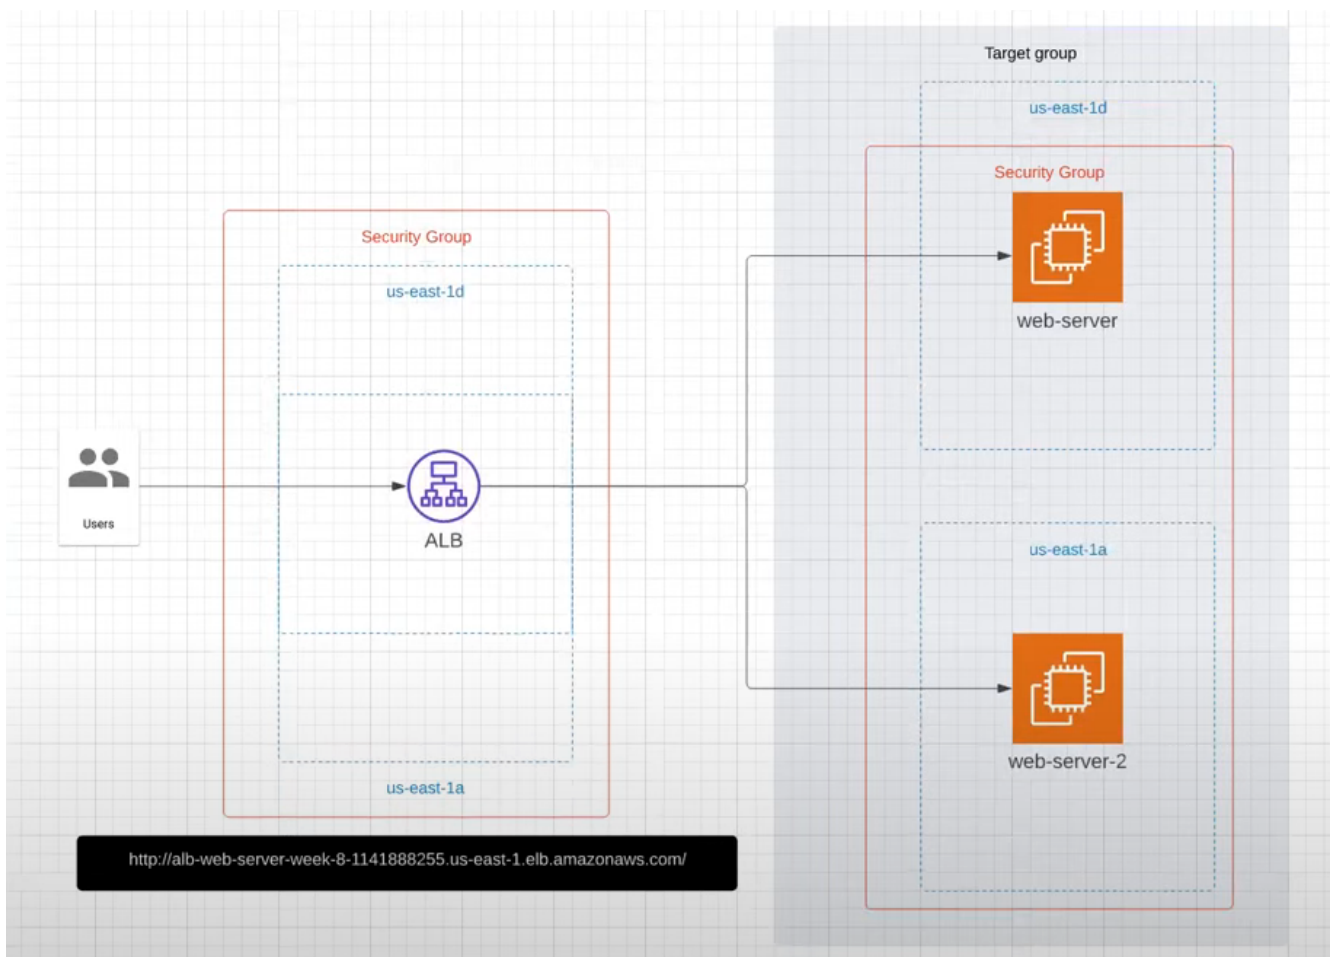 Target group
us-east-1d
Security Group
web-server
Security Group
us-east-1d
Users
ALB
us-east-1a
web-server-2
us-east-1a
http://alb-web-server-week-8-1141888255.us-east-1.elb.amazonaws.com/